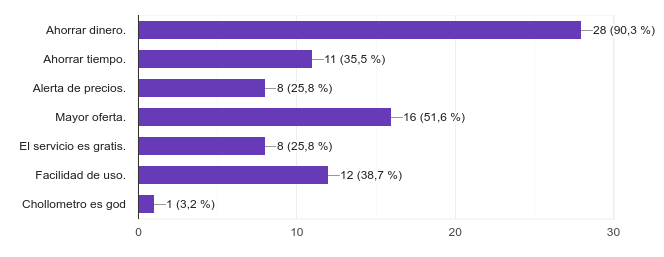 Ahorrar dinero. 28 (90,3 %)
Ahorrar tiempo. 11 (35,5 %)
Alerta de precios. 8 (25,8 %)
Mayor oferta. 16 (51,6 %)
El servicio es gratis. 8 (25,8 %)
Facilidad de uso. 12 (38,7 %)
Chollometro es god 1 (3,2 %)
0 10 20 30